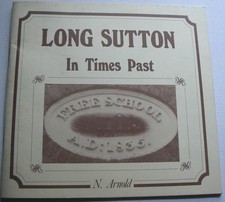 LONG SUTTON
In Times Past
FREE SCHOOL
A.D. 1835.
N. Arnold